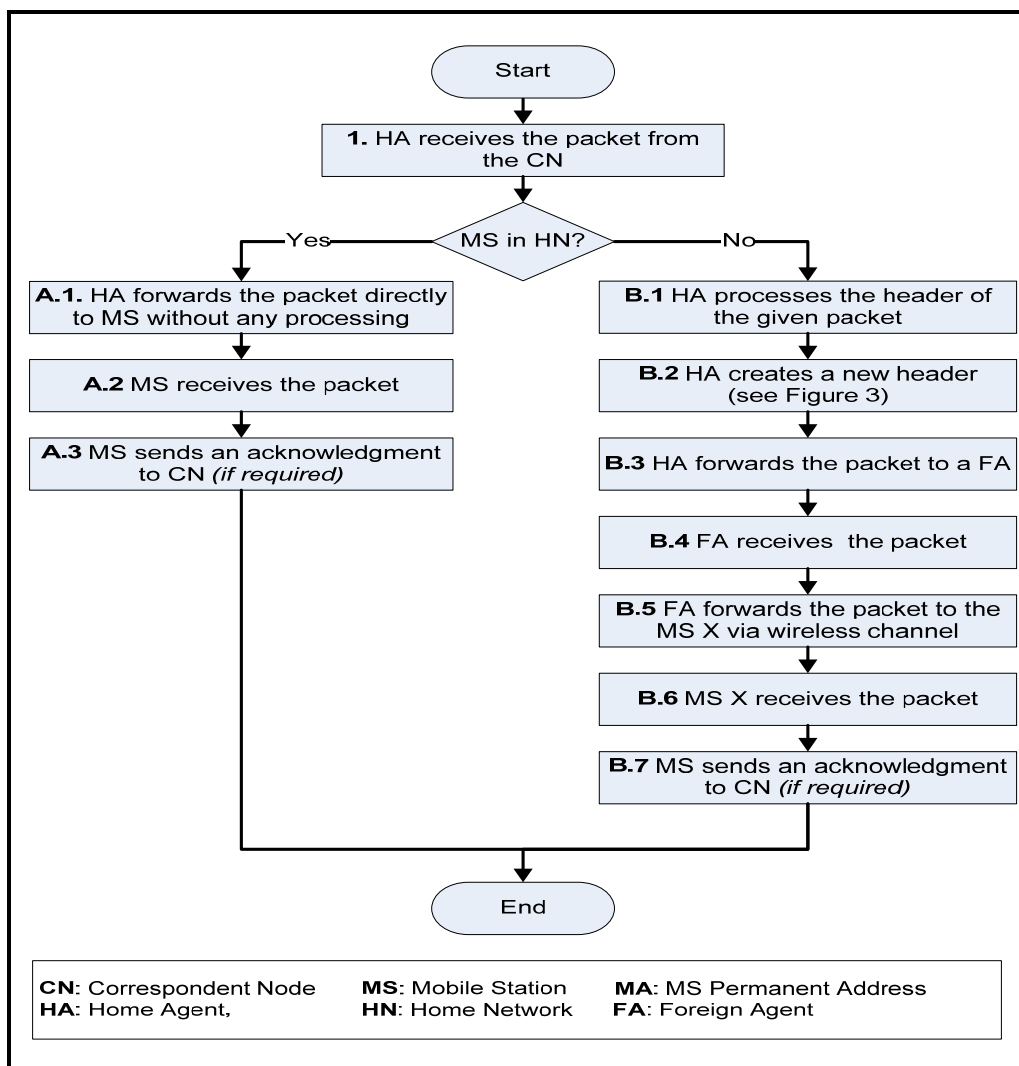 Start
1. HA receives the packet from
the CN
MS in HN?
Yes
No
A.1. HA forwards the packet directly
to MS without any processing
A.2 MS receives the packet
A.3 MS sends an acknowledgment
to CN (if required)
B.1 HA processes the header of
the given packet
B.2 HA creates a new header
(see Figure 3)
B.3 HA forwards the packet to a FA
B.4 FA receives the packet
B.5 FA forwards the packet to the
MS X via wireless channel
B.6 MS X receives the packet
B.7 MS sends an acknowledgment
to CN (if required)
End
CN: Correspondent Node MS: Mobile Station MA: MS Permanent Address
HA: Home Agent, HN: Home Network FA: Foreign Agent